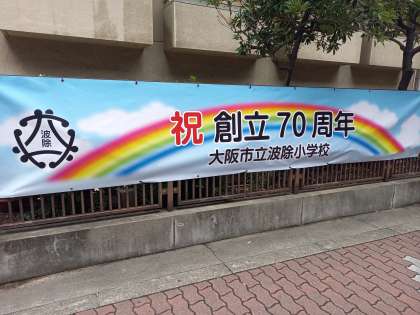 波除
祝 創立70周年
大阪市立波除小学校